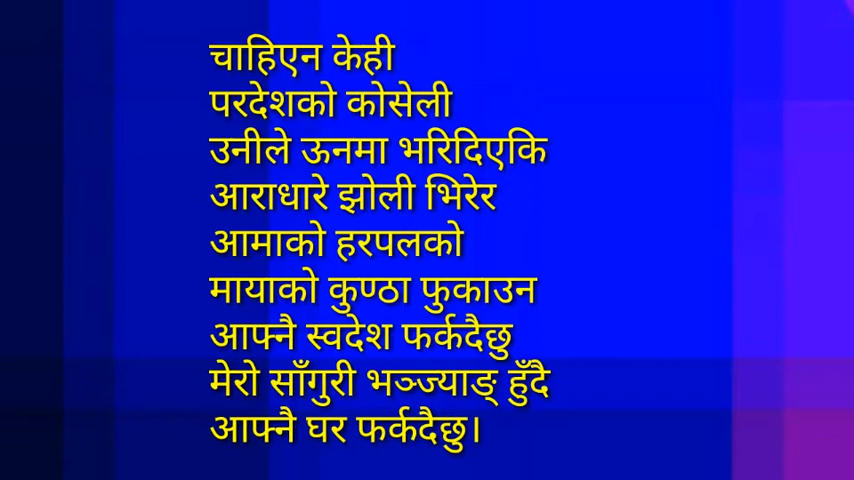 चाहिएन केही
परदेशको कोसेली
उनीले ऊनमा भरिदिएकि
आराधारे झोली भिरेर
आमाको हरपलको
मायाको कुण्ठा फुकाउन
आफ्नै स्वदेश फर्कदैछु
मेरो साँगुरी भञ्ज्याङ् हुँदै
आफ्नै घर फर्कदैछु।